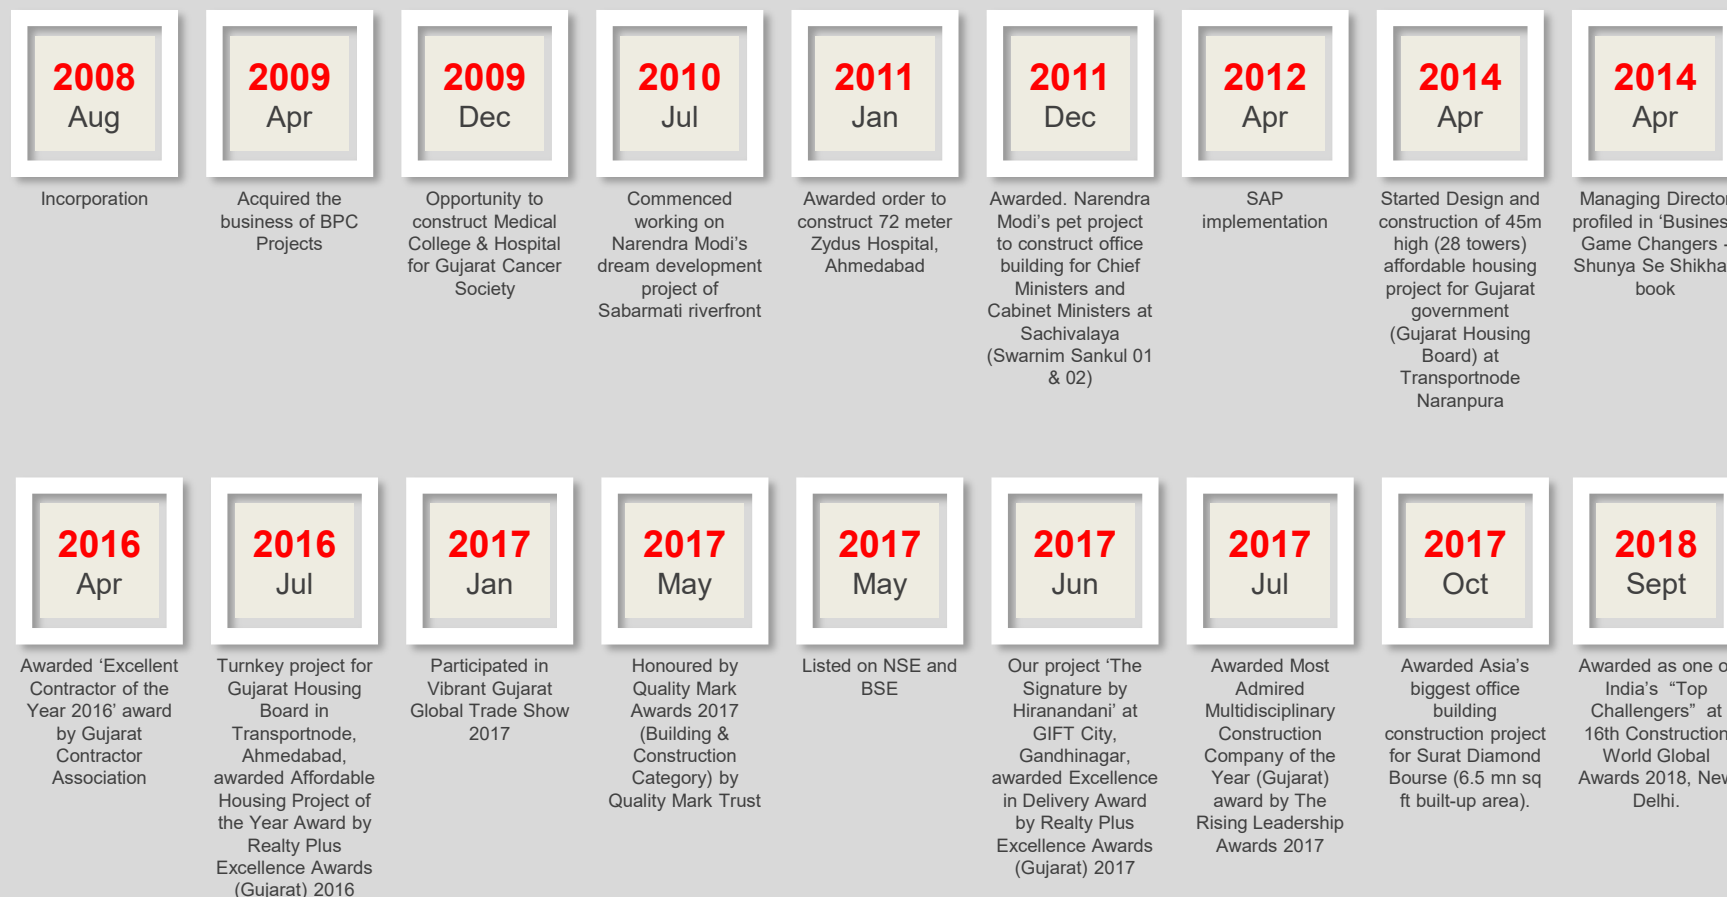 2008
Aug
Incorporation
2009
Apr
Acquired the
business of BPC
Projects
2009
Dec
Opportunity to
construct Medical
College & Hospital
for Gujarat Cancer
Society
2010
Jul
Commenced
working on
Narendra Modi's
dream development
project of
Sabarmati riverfront
2011
Jan
Awarded order to
construct 72 meter
Zydus Hospital,
Ahmedabad
2011
Dec
Awarded. Narendra
Modi's pet project
to construct office
building for Chief
Ministers and
Cabinet Ministers at
Sachivalaya
(Swarnim Sankul 01
& 02)
2012
Apr
SAP
implementation
2014
Apr
Started Design and
construction of 45m
high (28 towers)
affordable housing
project for Gujarat
government
(Gujarat Housing
Board) at
Transportnode
Naranpura
2014
Apr
Managing
profiled in
Game Changers
Shunya Se
book
2016
Apr
Awarded ‘Excellent
Contractor of the
Year 2016’ award
by Gujarat
Contractor
Association
2016
Jul
Turnkey project for
Gujarat Housing
Board in
Transportnode,
Ahmedabad,
awarded Affordable
Housing Project of
the Year Award by
Realty Plus
Excellence Awards
(Gujarat) 2016
2017
Jan
Participated in
Vibrant Gujarat
Global Trade Show
2017
2017
May
Honoured by
Quality Mark
Awards 2017
(Building &
Construction
Category) by
Quality Mark Trust
2017
May
Listed on NSE and
BSE
2017
Jun
Our project ‘The
Signature by
Hiranandani’ at
GIFT City,
Gandhinagar,
awarded Excellence
in Delivery Award
by Realty Plus
Excellence Awards
(Gujarat) 2017
2017
Jul
Awarded Most
Admired
Multidisciplinary
Construction
Company of the
Year (Gujarat)
award by The
Rising Leadership
Awards 2017
2017
Oct
Awarded Asia's
biggest office
building
construction project
for Surat Diamond
Bourse (6.5 mn sq
ft built-up area).
2018
Sept
Awarded as one
India's “Top
Challengers” at
16th Construction
World Global
Awards 2018,
Delhi.